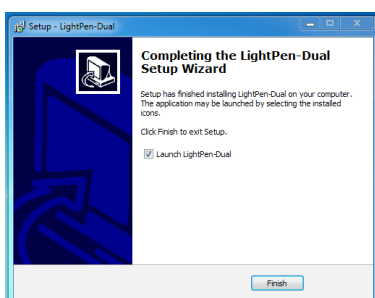 Setup - LightPen-Dual
Completing the LightPen-Dual
Setup Wizard
Setup has finished installing LightPen-Dual on your computer.
The application may be launched by selecting the installed
icons.
Click Finish to exit Setup.
Launch LightPen-Dual
Finish